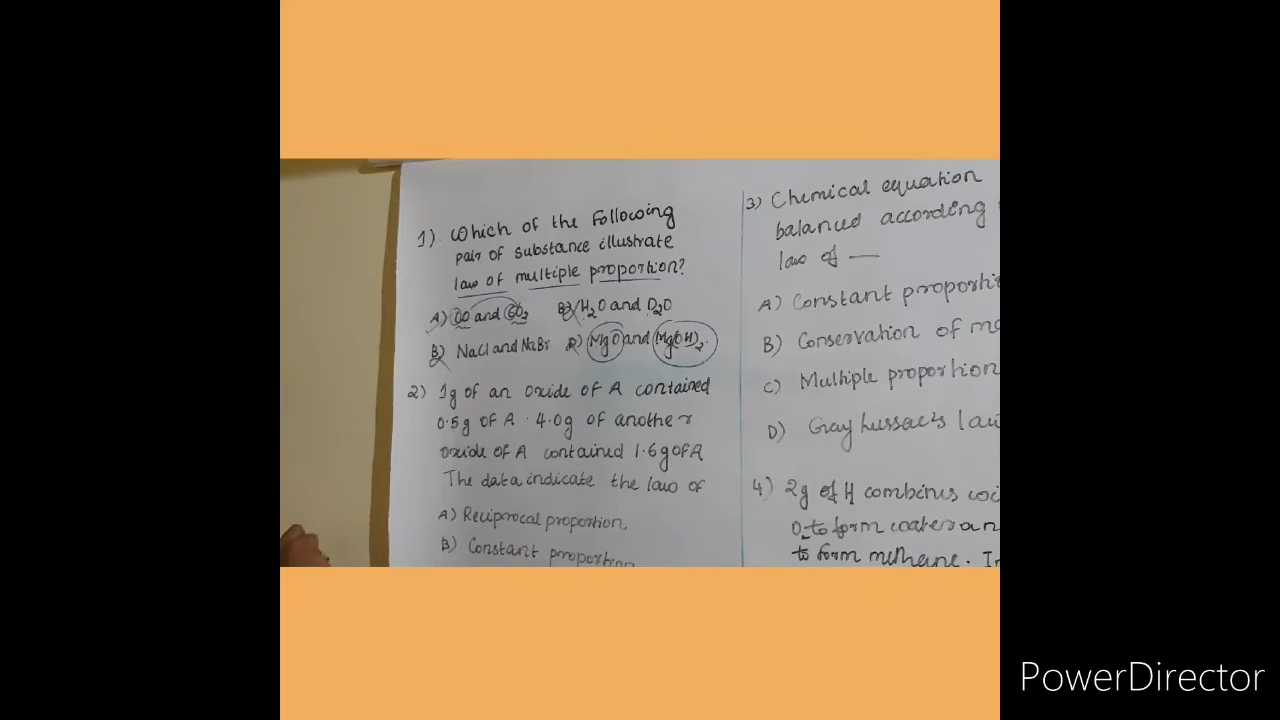 1). Which of the following
pair of substance illustrate
law of multiple proportion?
A) CO and CO2 B) H2O and D2O
B) NaCl and NaBr D) MgO and Mg(OH)2.
2) 1g of an oxide of A contained
0.5g of A. 4.0g of another
oxide of A contained 1.6g of A
The data indicate the law of
A) Reciprocal proportion
B) Constant proportion
3) Chemical equation
balanced according
law of —
A) Constant proporti
B) Conservation of m
C) Multiple proportion
D) Gray Lussac's law
4) 2g of H combines
O2 to form water an
to form methane. I
PowerDirector